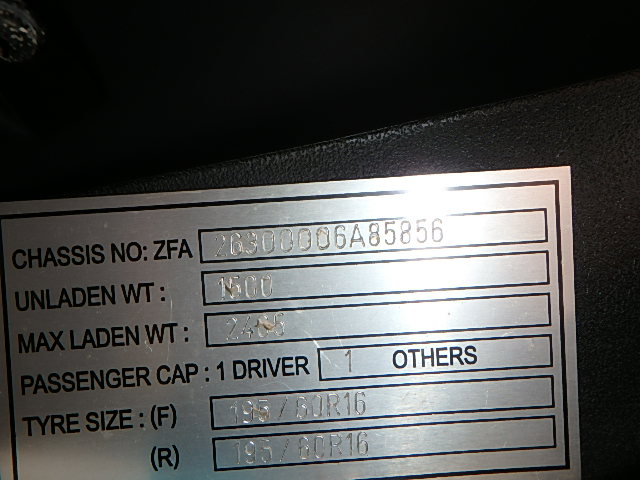 CHASSIS NO: ZFA 26300006A85856
UNLADEN WT : 1500
MAX LADEN WT :
PASSENGER CAP : 1 DRIVER 1 OTHERS
TYRE SIZE : (F) 195/60R16
(R) 195/60R16